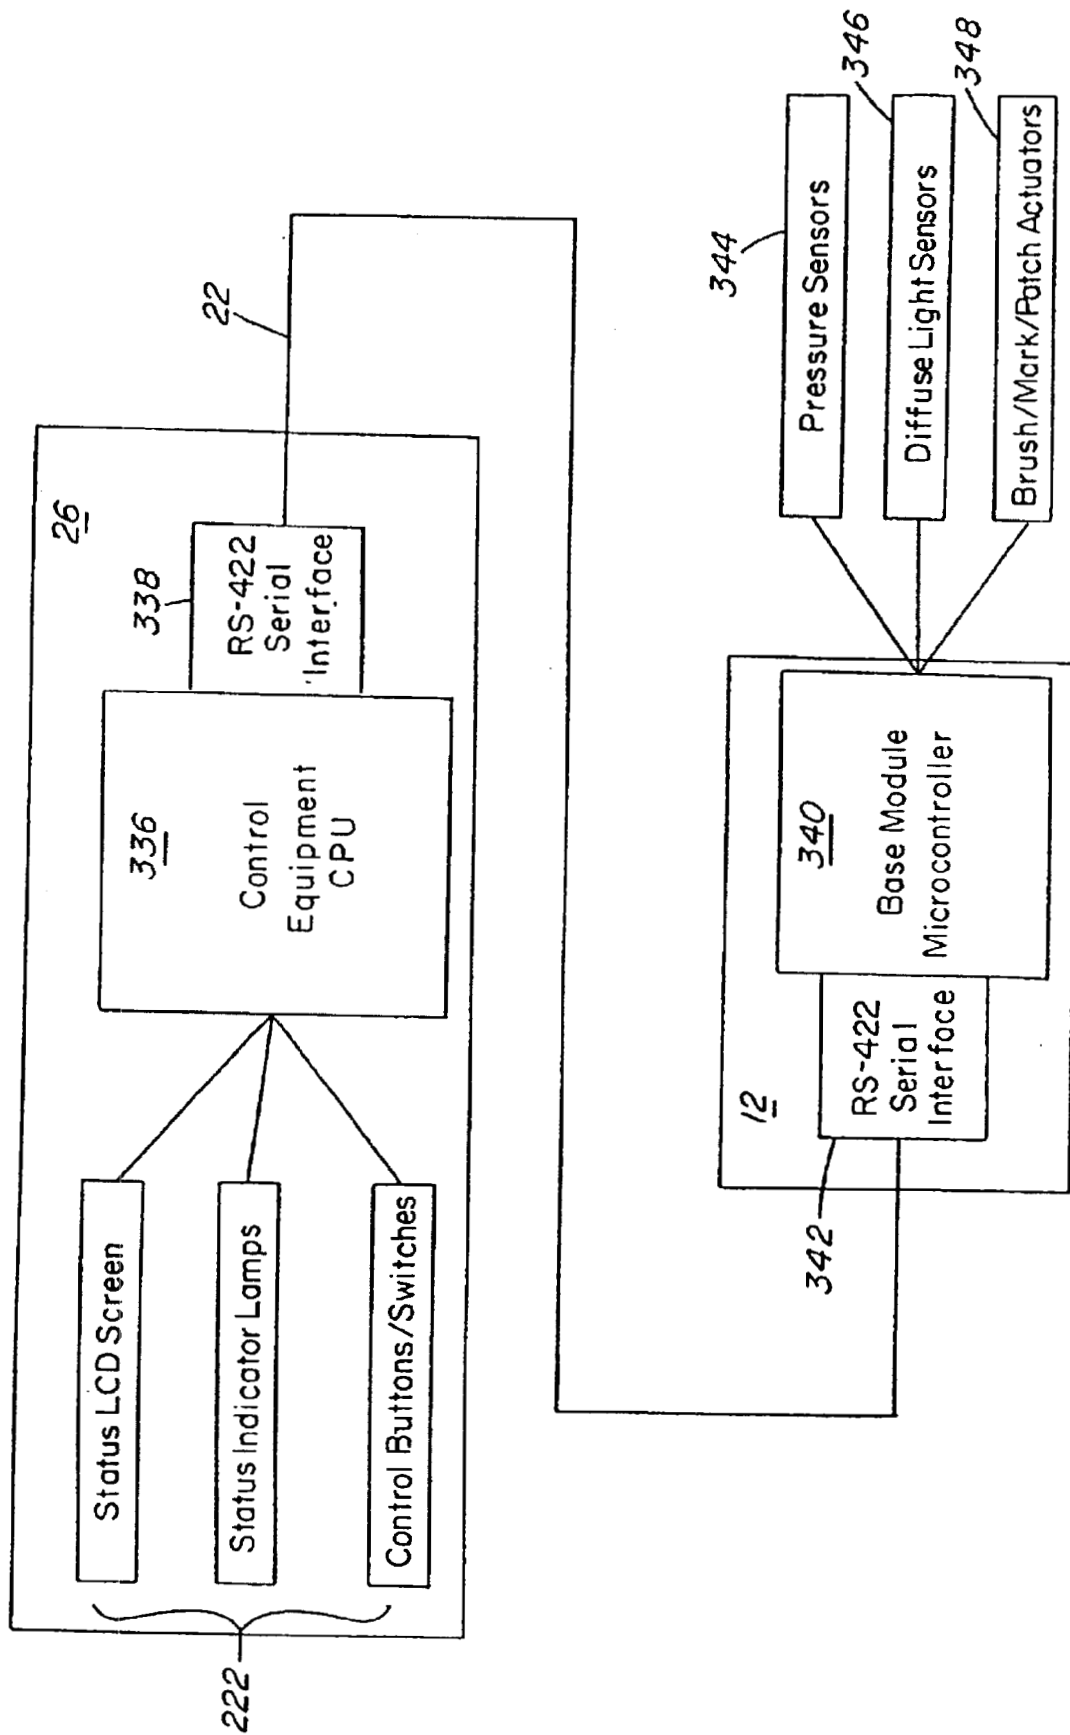 26
222
Status LCD Screen
Status Indicator Lamps
Control Buttons/Switches
336
Control
Equipment
CPU
338
RS-422
Serial
Interface
22
12
342
RS-422
Serial
Interface
340
Base Module
Microcontroller
344
Pressure Sensors
346
Diffuse Light Sensors
348
Brush/Mark/Patch Actuators